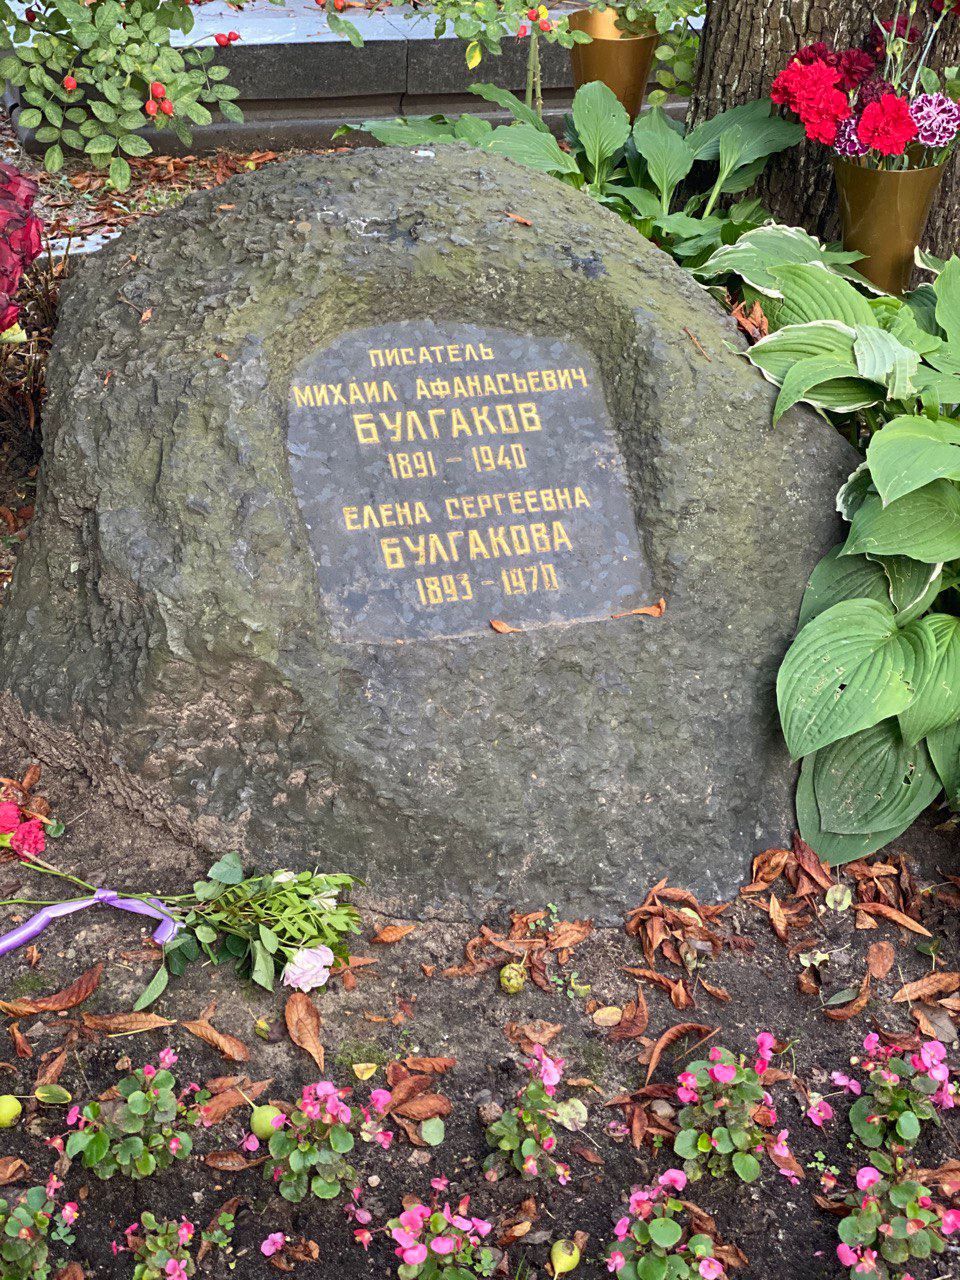 ПИСАТЕЛЬ
МИХАИЛ АФАНАСЬЕВИЧ
БУЛГАКОВ
1891 – 1940
ЕЛЕНА СЕРГЕЕВНА
БУЛГАКОВА
1893 – 1970